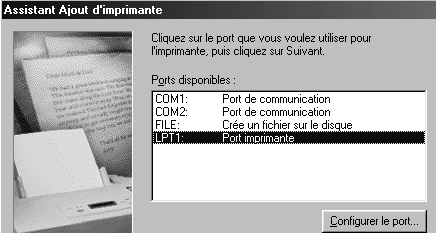 Assistant Ajout d'imprimante
Cliquez sur le port que vous voulez utiliser pour
l'imprimante, puis cliquez sur Suivant.
Ports disponibles :
COM1: Port de communication
COM2: Port de communication
FILE: Crée un fichier sur le disque
LPT1: Port imprimante
Configurer le port...